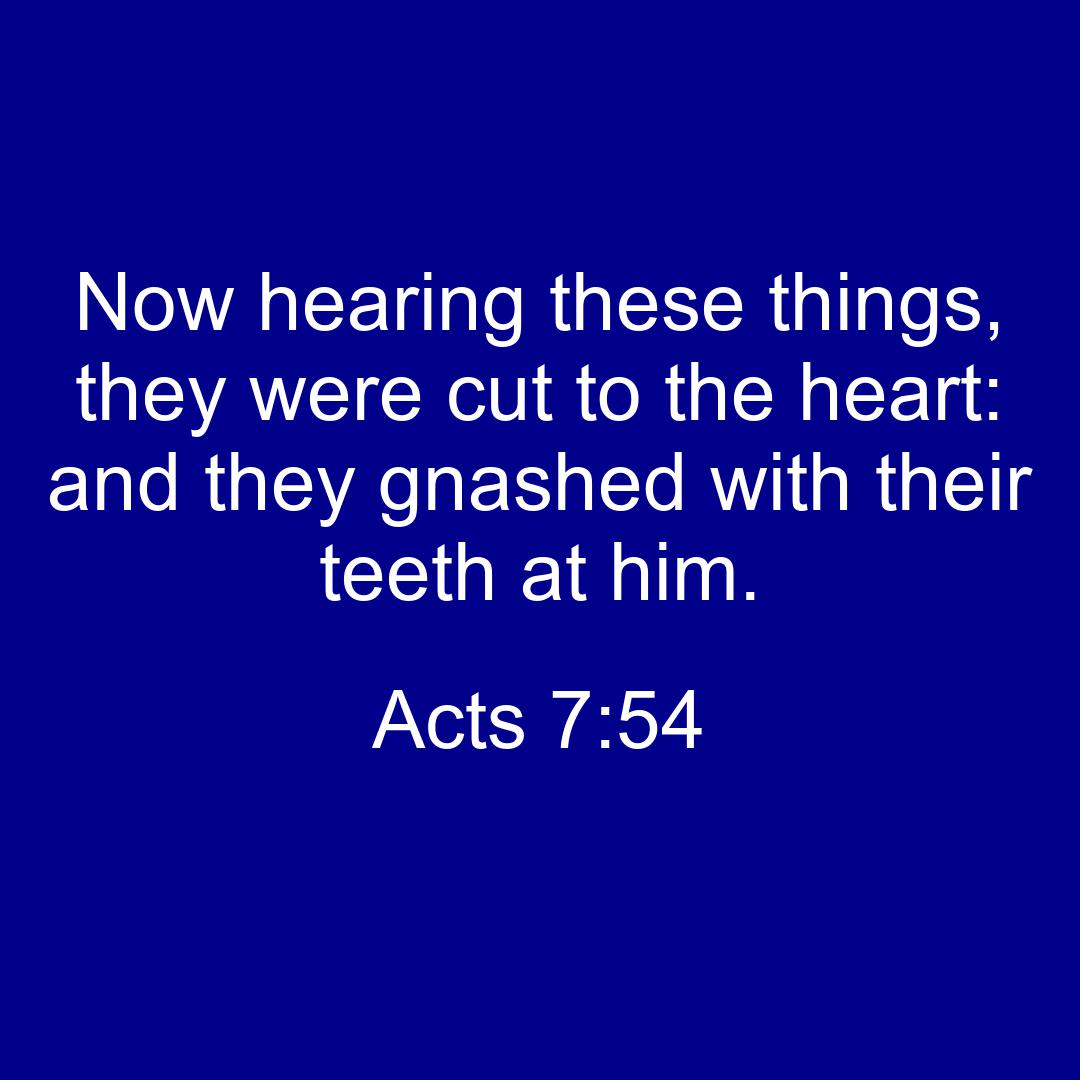 Now hearing these things,
they were cut to the heart:
and they gnashed with their
teeth at him.
Acts 7:54